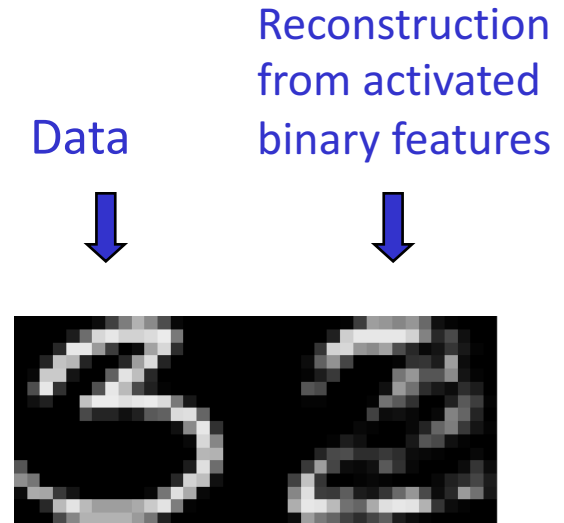 Data
Reconstruction
from activated
binary features